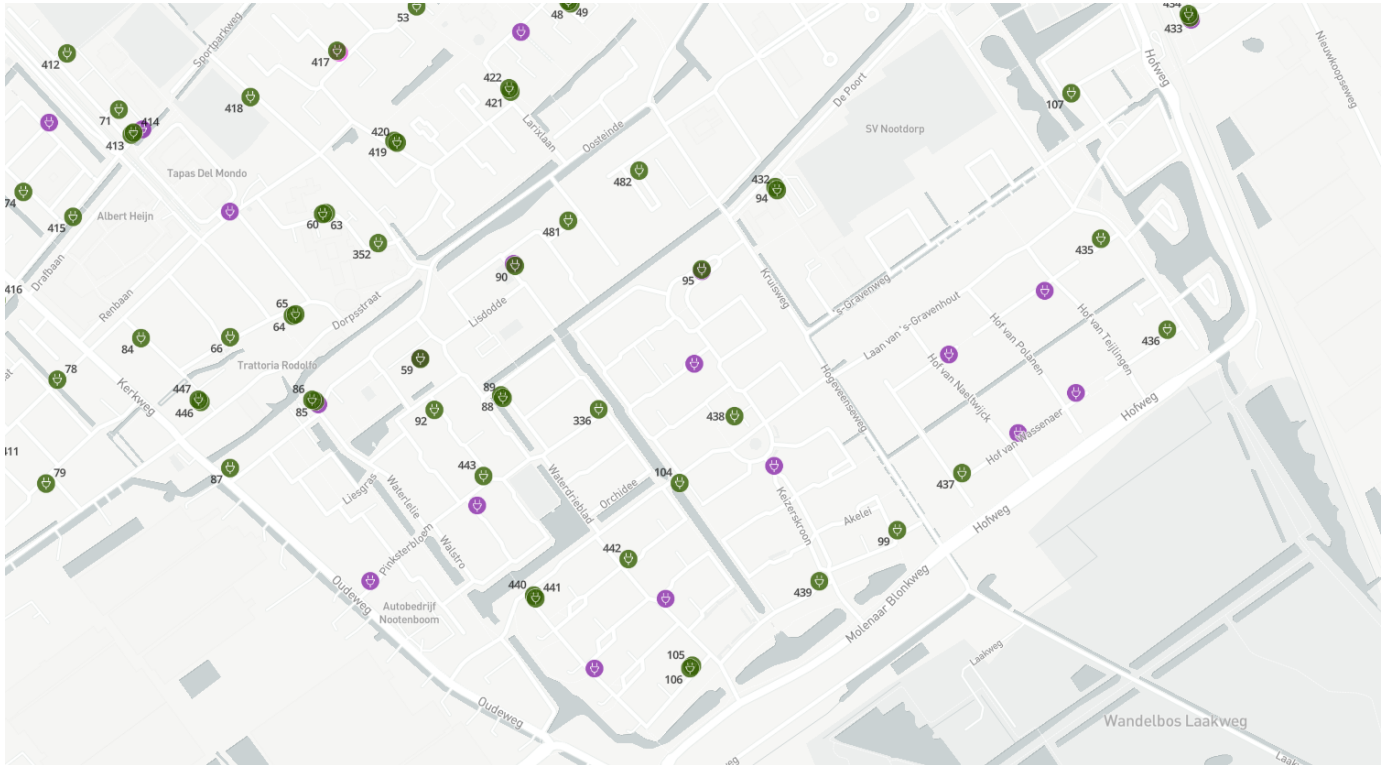 434
53
48
49
433
Sportparkweg
Hofweg
Nieuwkoopseweg
412
417
422
De Poort
418
421
107
71
414
Larixlaan
Oosteinde
SV Nootdorp
413
420
419
Tapas Del Mondo
482
432
74
94
Albert Heijn
415
60
63
481
435
352
Drafbaan
90
95
Kruisweg
416
's-Gravenweg
Renbaan
65
Dorpsstraat
Lisdodde
64
Laan van 's-Gravenhout
Hof van Polanen
Hof van Teijlingen
436
84
66
Trattoria Rodolfo
59
78
Kerkweg
86
89
Hogeveenseweg
Hof van Naeltwijck
447
446
85
88
92
336
438
Hofweg
Hof van Wassenaer
411
79
87
443
104
437
Liesgras
Waterlelie
Waterdrieblad
Orchidee
Keizerskroon
Akelei
Hofweg
Pinksterbloem
Walstro
99
442
Oudeweg
440
441
439
Molenaar Blonkweg
Autobedrijf
Nootenboom
105
106
Laakweg
Oudeweg
Wandelbos Laakweg